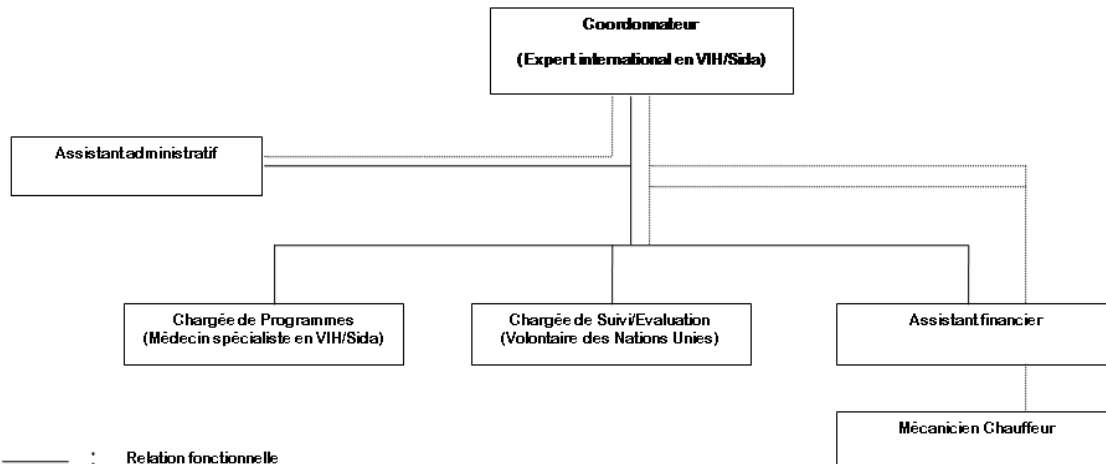 Coordonnateur
(Expert international en VIH/Sida)
Assistant administratif
Chargée de Programmes
(Médecin spécialiste en VIH/Sida)
Chargée de Suivi/Evaluation
(Volontaire des Nations Unies)
Assistant financier
Mécanicien Chauffeur
: Relation fonctionnelle